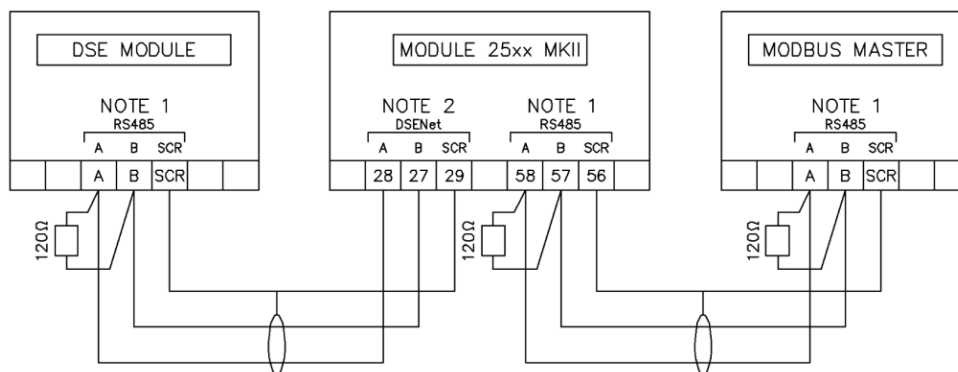 DSE MODULE
MODULE 25xx MKII
MODBUS MASTER
NOTE 1
NOTE 2
NOTE 1
NOTE 1
RS485
DSENet
RS485
RS485
A B SCR
A B SCR
A B SCR
A B SCR
A B SCR
28 27 29
58 57 56
A B SCR
120Ω
120Ω
120Ω